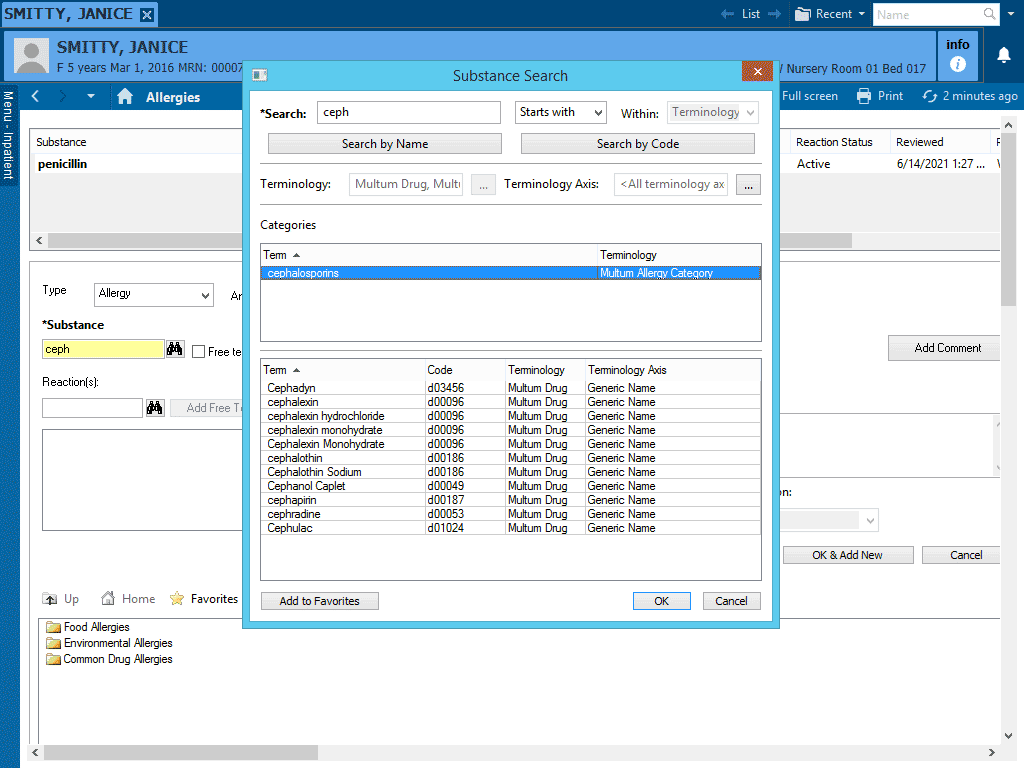 SMITTY, JANICE
List Recent Name
SMITTY, JANICE
F 5 years Mar 1, 2016 MRN: 00007
Nursery Room 01 Bed 017
info
Menu - Inpatient
Allergies
Full screen Print 2 minutes ago
Substance Reaction Status Reviewed
penicillin Active 6/14/2021 1:27 ...
Type Allergy
*Substance
ceph Free te
Reaction(s):
Add Free T
Add Comment
on:
OK & Add New Cancel
Up Home Favorites
Food Allergies
Environmental Allergies
Common Drug Allergies
Substance Search
*Search: ceph Starts with Within: Terminology
Search by Name Search by Code
Terminology: Multum Drug, Multu ... Terminology Axis: <All terminology ax ...
Categories
Term Terminology
cephalosporins Multum Allergy Category
Term Code Terminology Terminology Axis
Cephadyn d03456 Multum Drug Generic Name
cephalexin d00096 Multum Drug Generic Name
cephalexin hydrochloride d00096 Multum Drug Generic Name
cephalexin monohydrate d00096 Multum Drug Generic Name
Cephalexin Monohydrate d00096 Multum Drug Generic Name
cephalothin d00186 Multum Drug Generic Name
Cephalothin Sodium d00186 Multum Drug Generic Name
Cephanol Caplet d00049 Multum Drug Generic Name
cephapirin d00187 Multum Drug Generic Name
cephradine d00053 Multum Drug Generic Name
Cephulac d01024 Multum Drug Generic Name
Add to Favorites OK Cancel